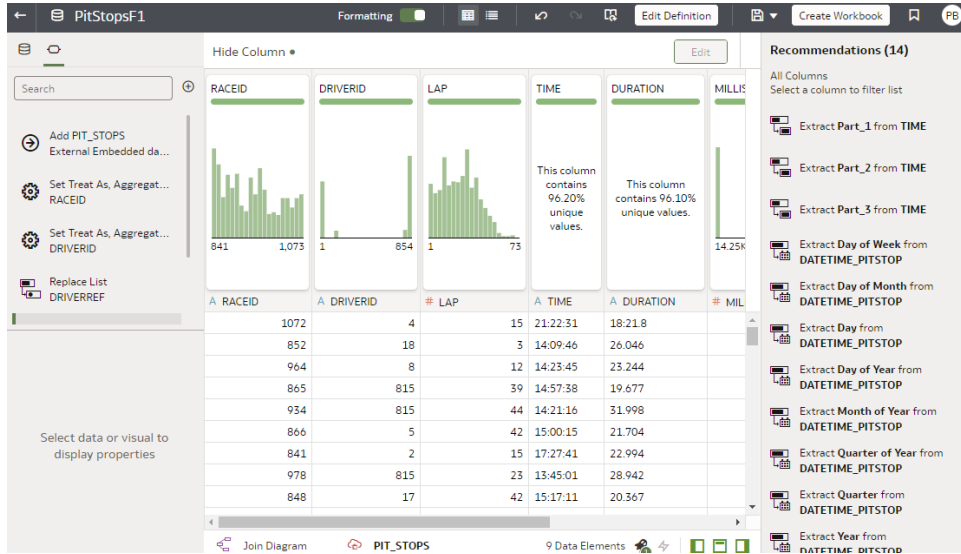 PitStopsF1
Formatting
Edit Definition
Create Workbook
PB
Search
Add PIT_STOPS
External Embedded da...
Set Treat As, Aggregat...
RACEID
Set Treat As, Aggregat...
DRIVERID
Replace List
DRIVERREF
Select data or visual to
display properties
Hide Column
Edit
RACEID DRIVERID LAP TIME DURATION MILLIS
This column
contains
96.20%
unique
values.
This column
contains 96.10%
unique values.
841 1,073 1 854 1 73 14.25K
A RACEID A DRIVERID # LAP A TIME A DURATION # MIL
1072 4 15 21:22:31 18:21.8
852 18 3 14:09:46 26.046
964 8 12 14:23:45 23.244
865 815 39 14:57:38 19.677
934 815 44 14:21:16 31.998
866 5 42 15:00:15 21.704
841 2 15 17:27:41 22.994
978 815 23 13:45:01 28.942
848 17 42 15:17:11 20.367
Join Diagram PIT_STOPS 9 Data Elements
Recommendations (14)
All Columns
Select a column to filter list
Extract Part_1 from TIME
Extract Part_2 from TIME
Extract Part_3 from TIME
Extract Day of Week from
DATETIME_PITSTOP
Extract Day of Month from
DATETIME_PITSTOP
Extract Day from
DATETIME_PITSTOP
Extract Day of Year from
DATETIME_PITSTOP
Extract Month of Year from
DATETIME_PITSTOP
Extract Quarter of Year from
DATETIME_PITSTOP
Extract Quarter from
DATETIME_PITSTOP
Extract Year from
DATETIME_PITSTOP